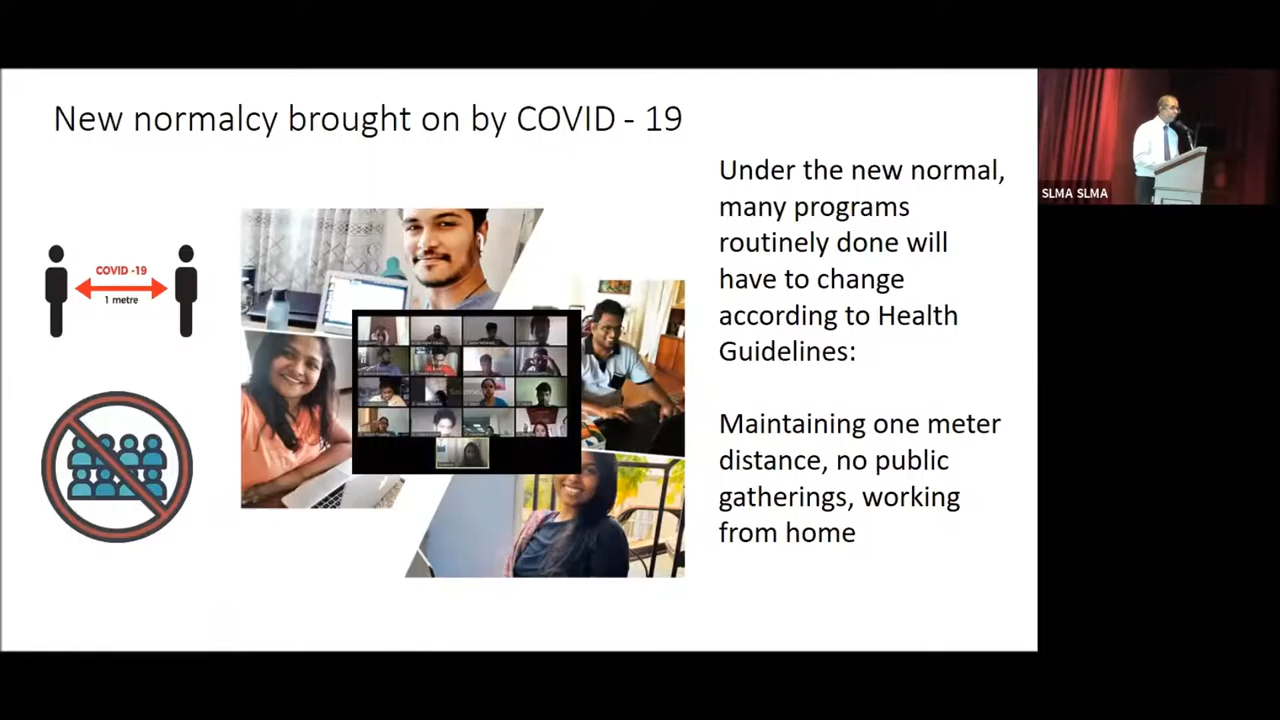 New normalcy brought on by COVID - 19
Under the new normal,
many programs
routinely done will
have to change
according to Health
Guidelines:
Maintaining one meter
distance, no public
gatherings, working
from home
COVID -19
1 metre
SLMA SLMA